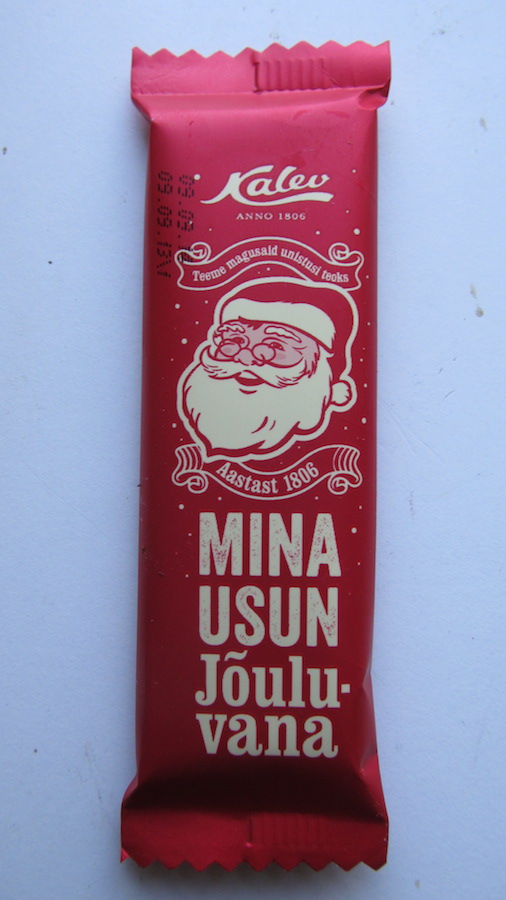 Kalev
ANNO 1806
Teeme magusaid unistusi teoks
Aastast 1806
MINA
USUN
Jõulu-
vana